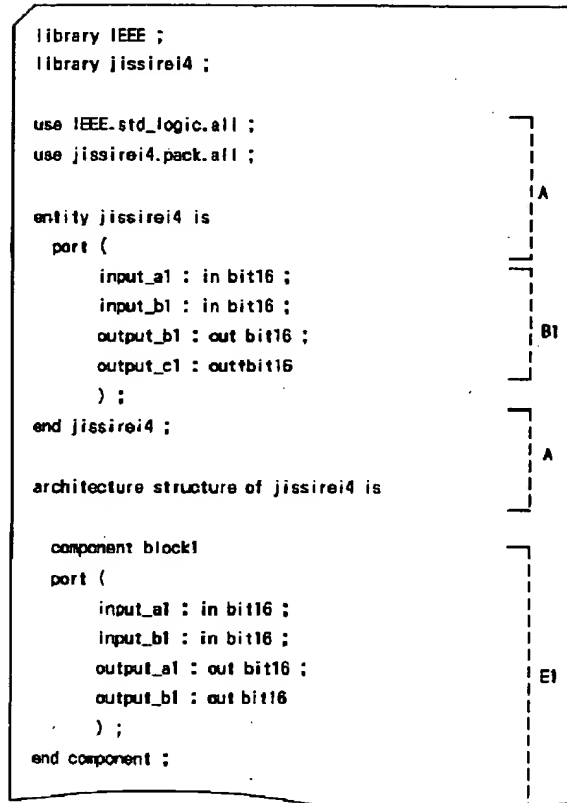 library IEEE ;
library jissirei4 ;
use IEEE.std_logic.all ;
use jissirei4.pack.all ;
A
entity jissirei4 is
port (
input_a1 : in bit16 ;
input_b1 : in bit16 ;
output_b1 : out bit16 ;
B1
output_c1 : out†bit16
) ;
end jissirei4 ;
A
architecture structure of jissirei4 is
component block1
port (
input_a1 : in bit16 ;
input_b1 : in bit16 ;
output_a1 : out bit16 ;
E1
output_b1 : out bit16
) ;
end component ;